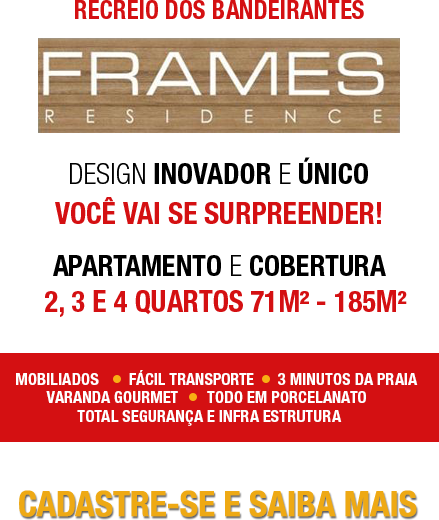 RECREIO DOS BANDEIRANTES
FRAMES
RESIDENCE
DESIGN INOVADOR E ÚNICO
VOCÊ VAI SE SURPREENDER!
APARTAMENTO E COBERTURA
2, 3 E 4 QUARTOS 71M² - 185M²
MOBILIADOS • FÁCIL TRANSPORTE • 3 MINUTOS DA PRAIA
VARANDA GOURMET • TODO EM PORCELANATO
TOTAL SEGURANÇA E INFRA ESTRUTURA
CADASTRE-SE E SAIBA MAIS